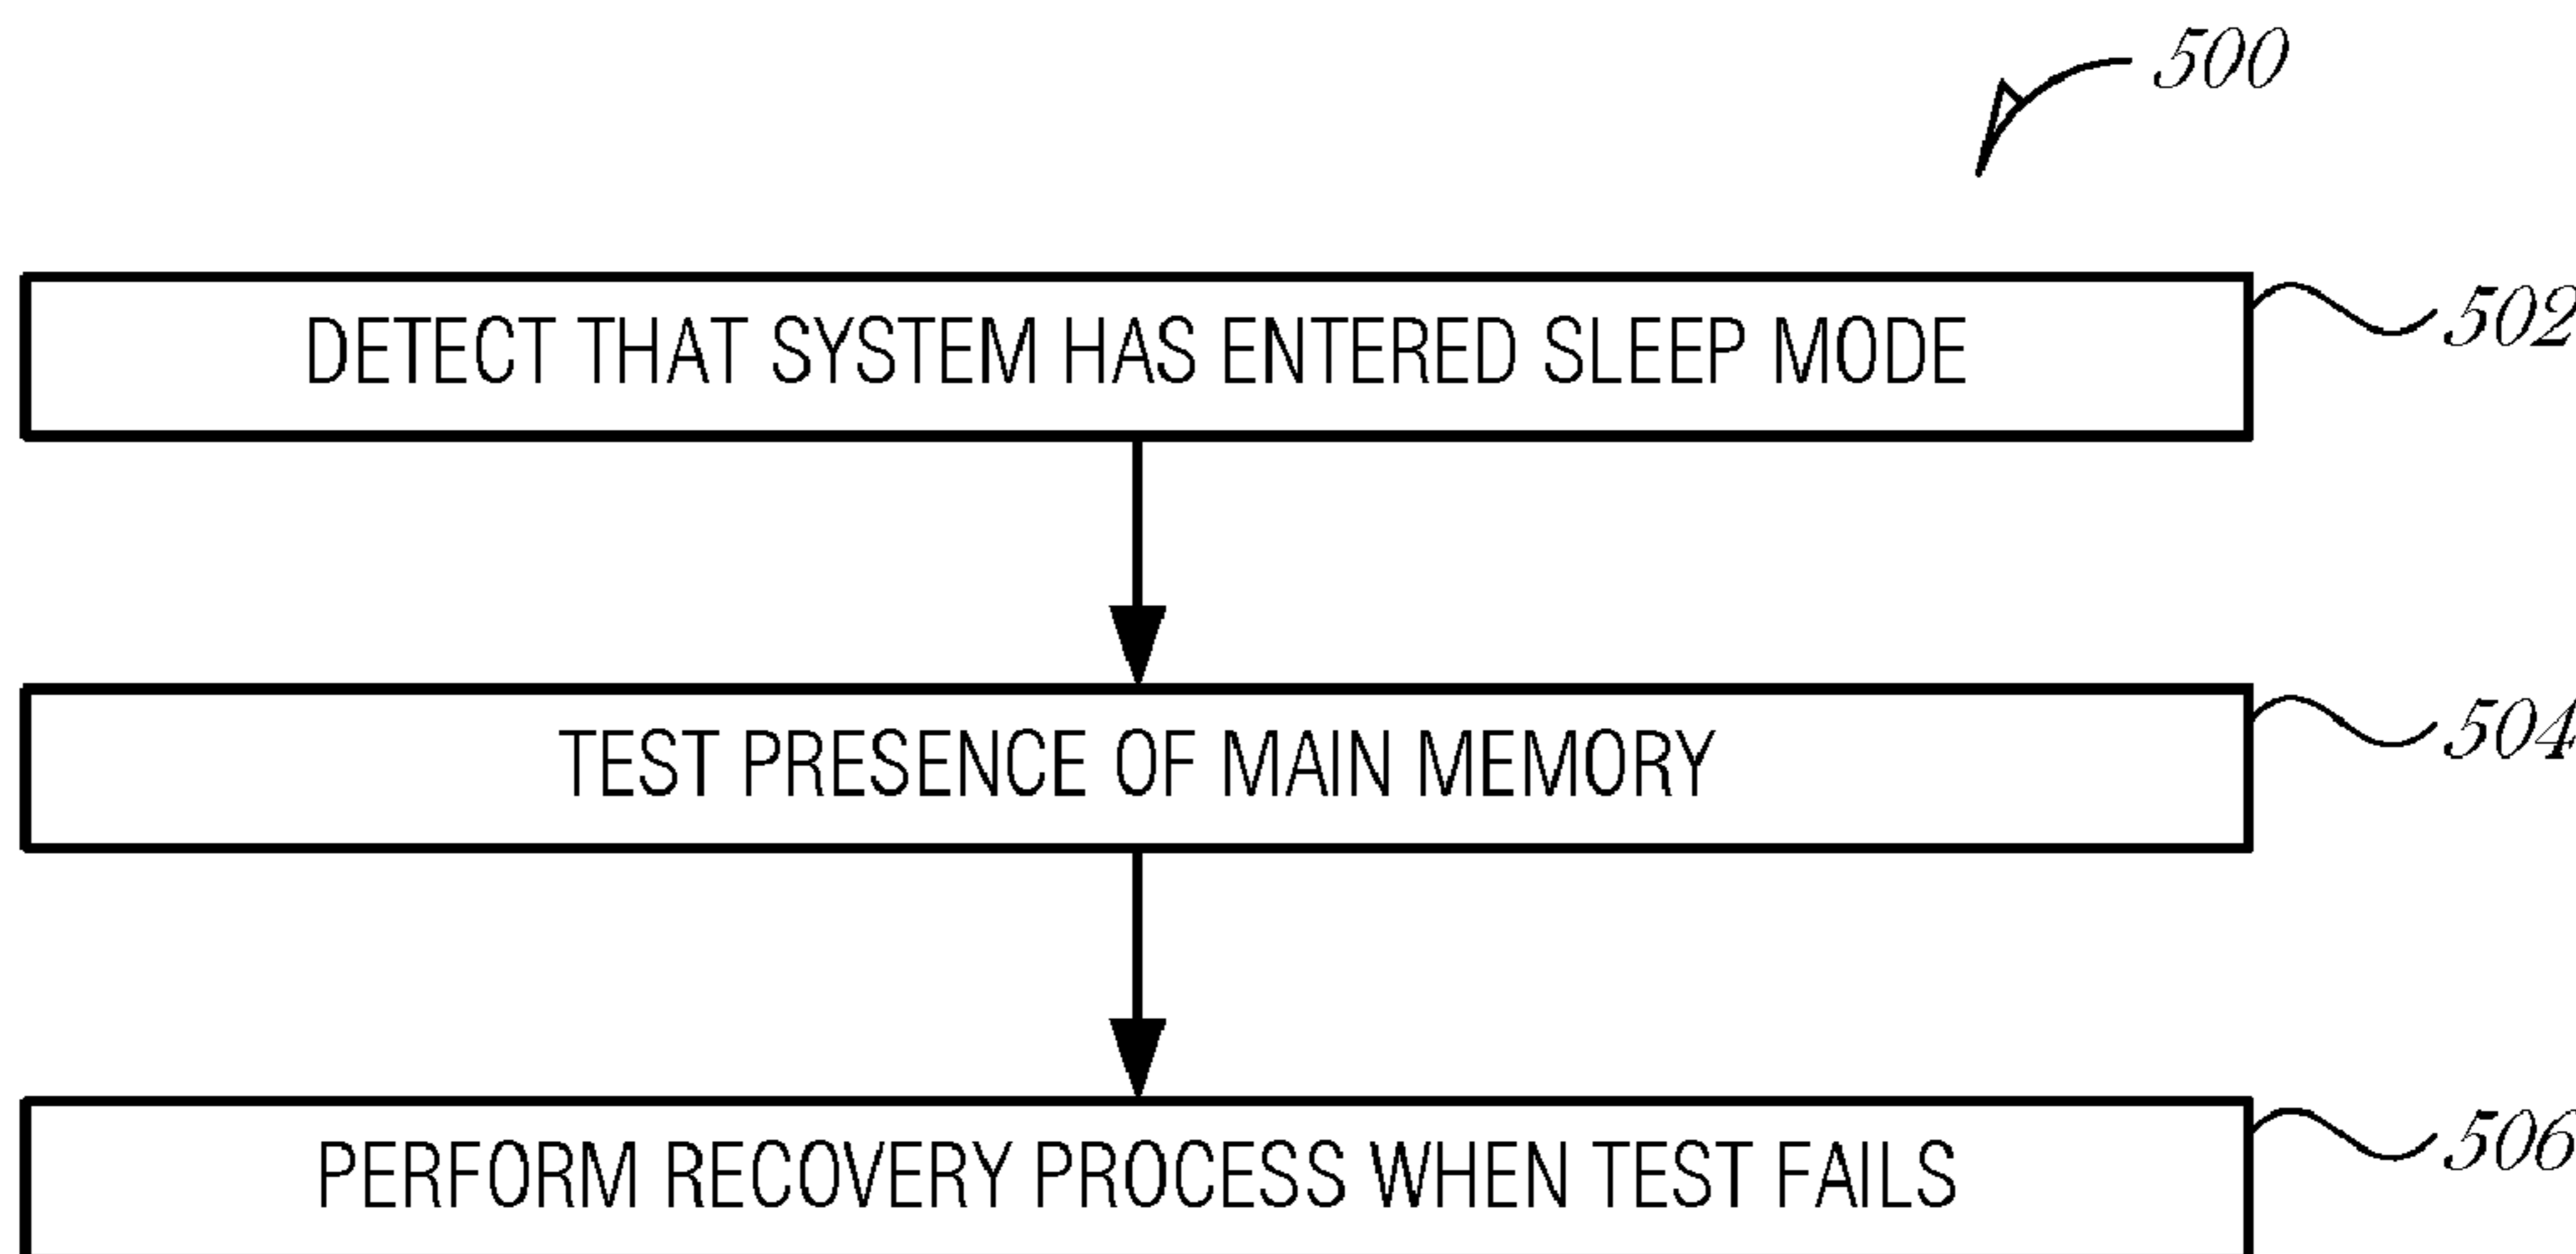 500
DETECT THAT SYSTEM HAS ENTERED SLEEP MODE
502
TEST PRESENCE OF MAIN MEMORY
504
PERFORM RECOVERY PROCESS WHEN TEST FAILS
506